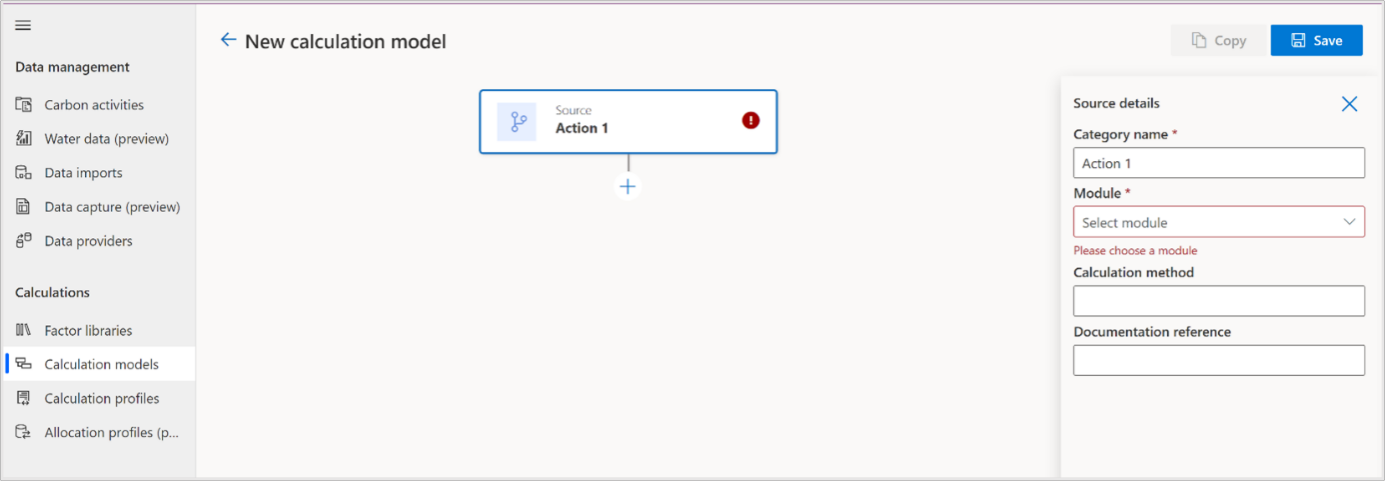 New calculation model
Copy
Save
Data management
Carbon activities
Water data (preview)
Data imports
Data capture (preview)
Data providers
Calculations
Factor libraries
Calculation models
Calculation profiles
Allocation profiles (p...
Source
Action 1
Source details
Category name *
Action 1
Module *
Select module
Please choose a module
Calculation method
Documentation reference